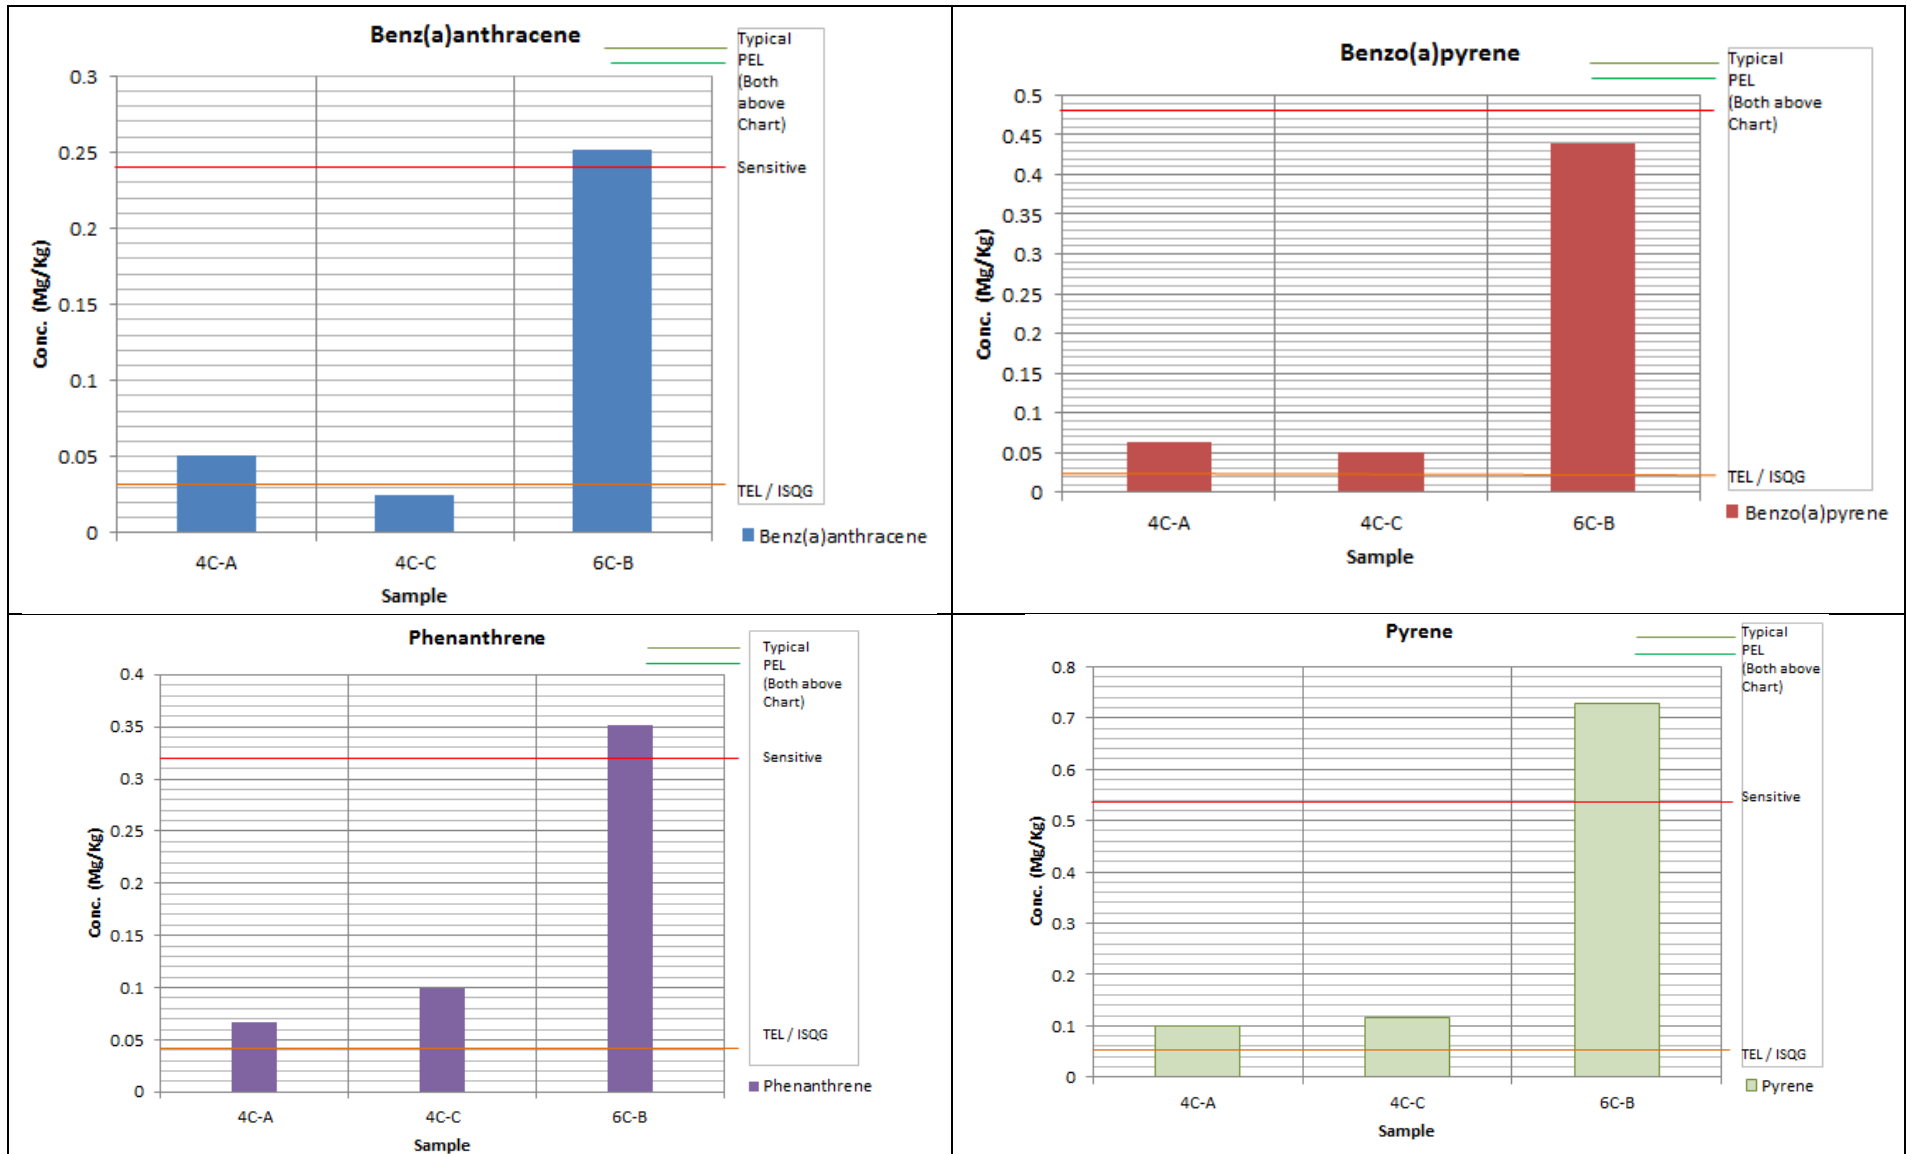 Benz(a)anthracene
Typical
PEL
(Both
above
Chart)
0.3
0.25
Sensitive
0.2
0.15
0.1
0.05
0
TEL / ISQG
Conc. (Mg/Kg)
4C-A 4C-C 6C-B
Sample
Benz(a)anthracene
Benzo(a)pyrene
Typical
PEL
(Both above
Chart)
0.5
0.45
0.4
0.35
0.3
0.25
0.2
0.15
0.1
0.05
0
TEL / ISQG
Conc. (Mg/Kg)
4C-A 4C-C 6C-B
Sample
Benzo(a)pyrene
Phenanthrene
Typical
PEL
(Both above
Chart)
0.4
0.35
Sensitive
0.3
0.25
0.2
0.15
0.1
0.05
0
TEL / ISQG
Conc. (Mg/Kg)
4C-A 4C-C 6C-B
Sample
Phenanthrene
Pyrene
Typical
PEL
(Both above
Chart)
0.8
0.7
0.6
Sensitive
0.5
0.4
0.3
0.2
0.1
0
TEL / ISQG
Conc. (Mg/Kg)
4C-A 4C-C 6C-B
Sample
Pyrene